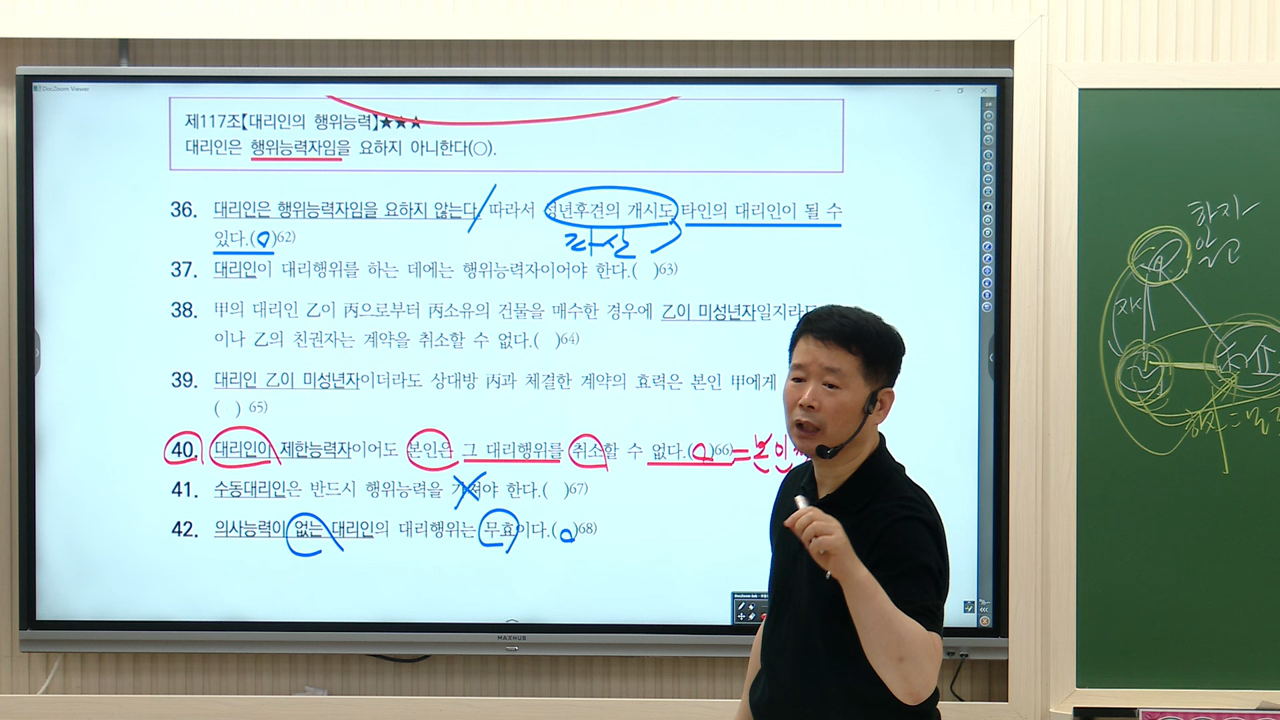 DocZoom Viewer
제117조【대리인의 행위능력】★★★
대리인은 행위능력자임을 요하지 아니한다(○).
36. 대리인은 행위능력자임을 요하지 않는다. 따라서 성년후견의 개시도 타인의 대리인이 될 수
있다.(O)62)
파산
37. 대리인이 대리행위를 하는 데에는 행위능력자이어야 한다.( )63)
38. 甲의 대리인 乙이 丙으로부터 丙소유의 건물을 매수한 경우에 乙이 미성년자일지라도
이나 乙의 친권자는 계약을 취소할 수 없다.( )64)
39. 대리인 乙이 미성년자이더라도 상대방 丙과 체결한 계약의 효력은 본인 甲에게
( ) 65)
40. 대리인이 제한능력자이어도 본인은 그 대리행위를 취소할 수 없다.(O)66) = 본인
41. 수동대리인은 반드시 행위능력을 가져야 한다.( )67)
42. 의사능력이 없는 대리인의 대리행위는 무효이다.(O)68)
MAXHUB
하자
알고